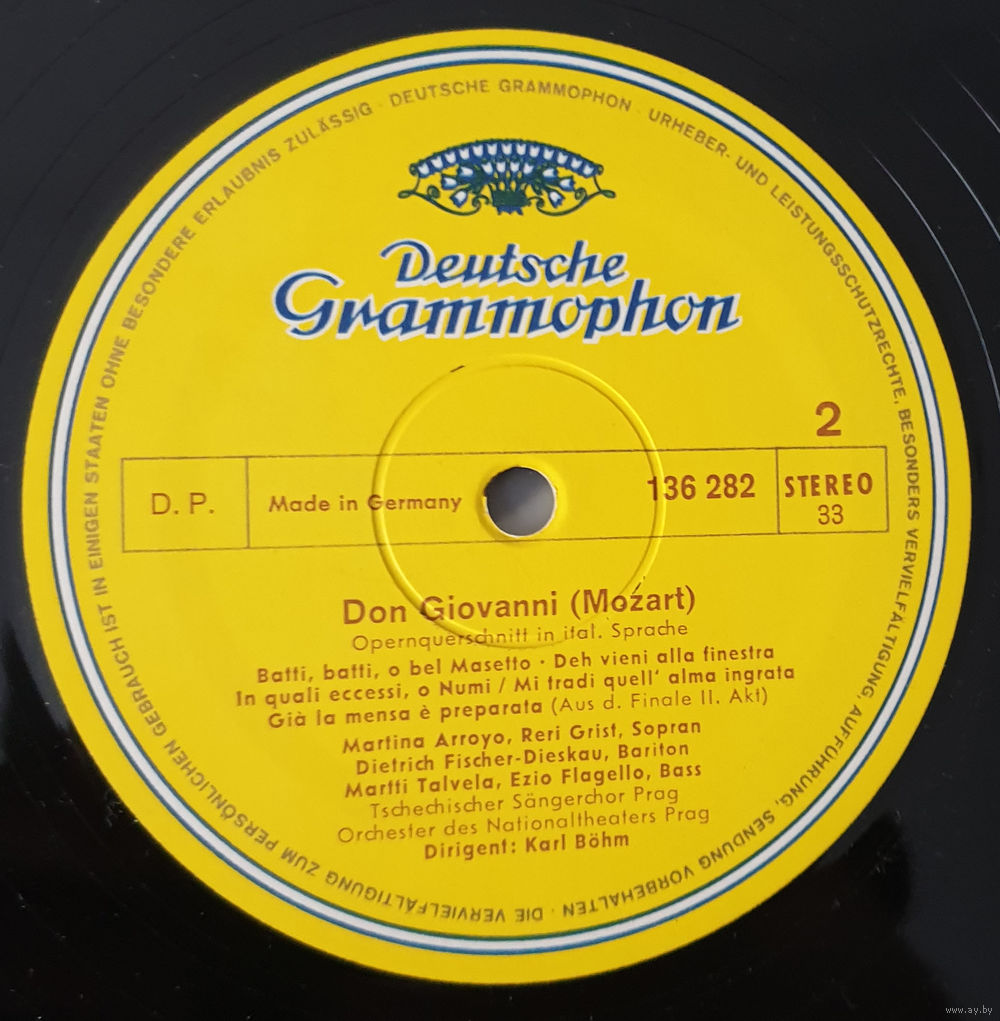 DEUTSCHE GRAMMOPHON · URHEBER- UND LEISTUNGSSCHUTZRECHTE, BESONDERS VERVIELFÄLTIGUNG, AUFFÜHRUNG, SENDUNG VORBEHALTEN · DIE VERVIELFÄLTIGUNG ZUM PERSÖNLICHEN GEBRAUCH IST IN EINIGEN STAATEN OHNE BESONDERE ERLAUBNIS ZULÄSSIG ·
Deutsche
Grammophon
2
D. P. Made in Germany 136 282 STEREO
33
Don Giovanni (Mozart)
Opernquerschnitt in ital. Sprache
Batti, batti, o bel Masetto · Deh vieni alla finestra
In quali eccessi, o Numi / Mi tradi quell' alma ingrata
Già la mensa è preparata (Aus d. Finale II. Akt)
Martina Arroyo, Reri Grist, Sopran
Dietrich Fischer-Dieskau, Bariton
Martti Talvela, Ezio Flagello, Bass
Tschechischer Sängerchor Prag
Orchester des Nationaltheaters Prag
Dirigent: Karl Böhm
www.ay.by